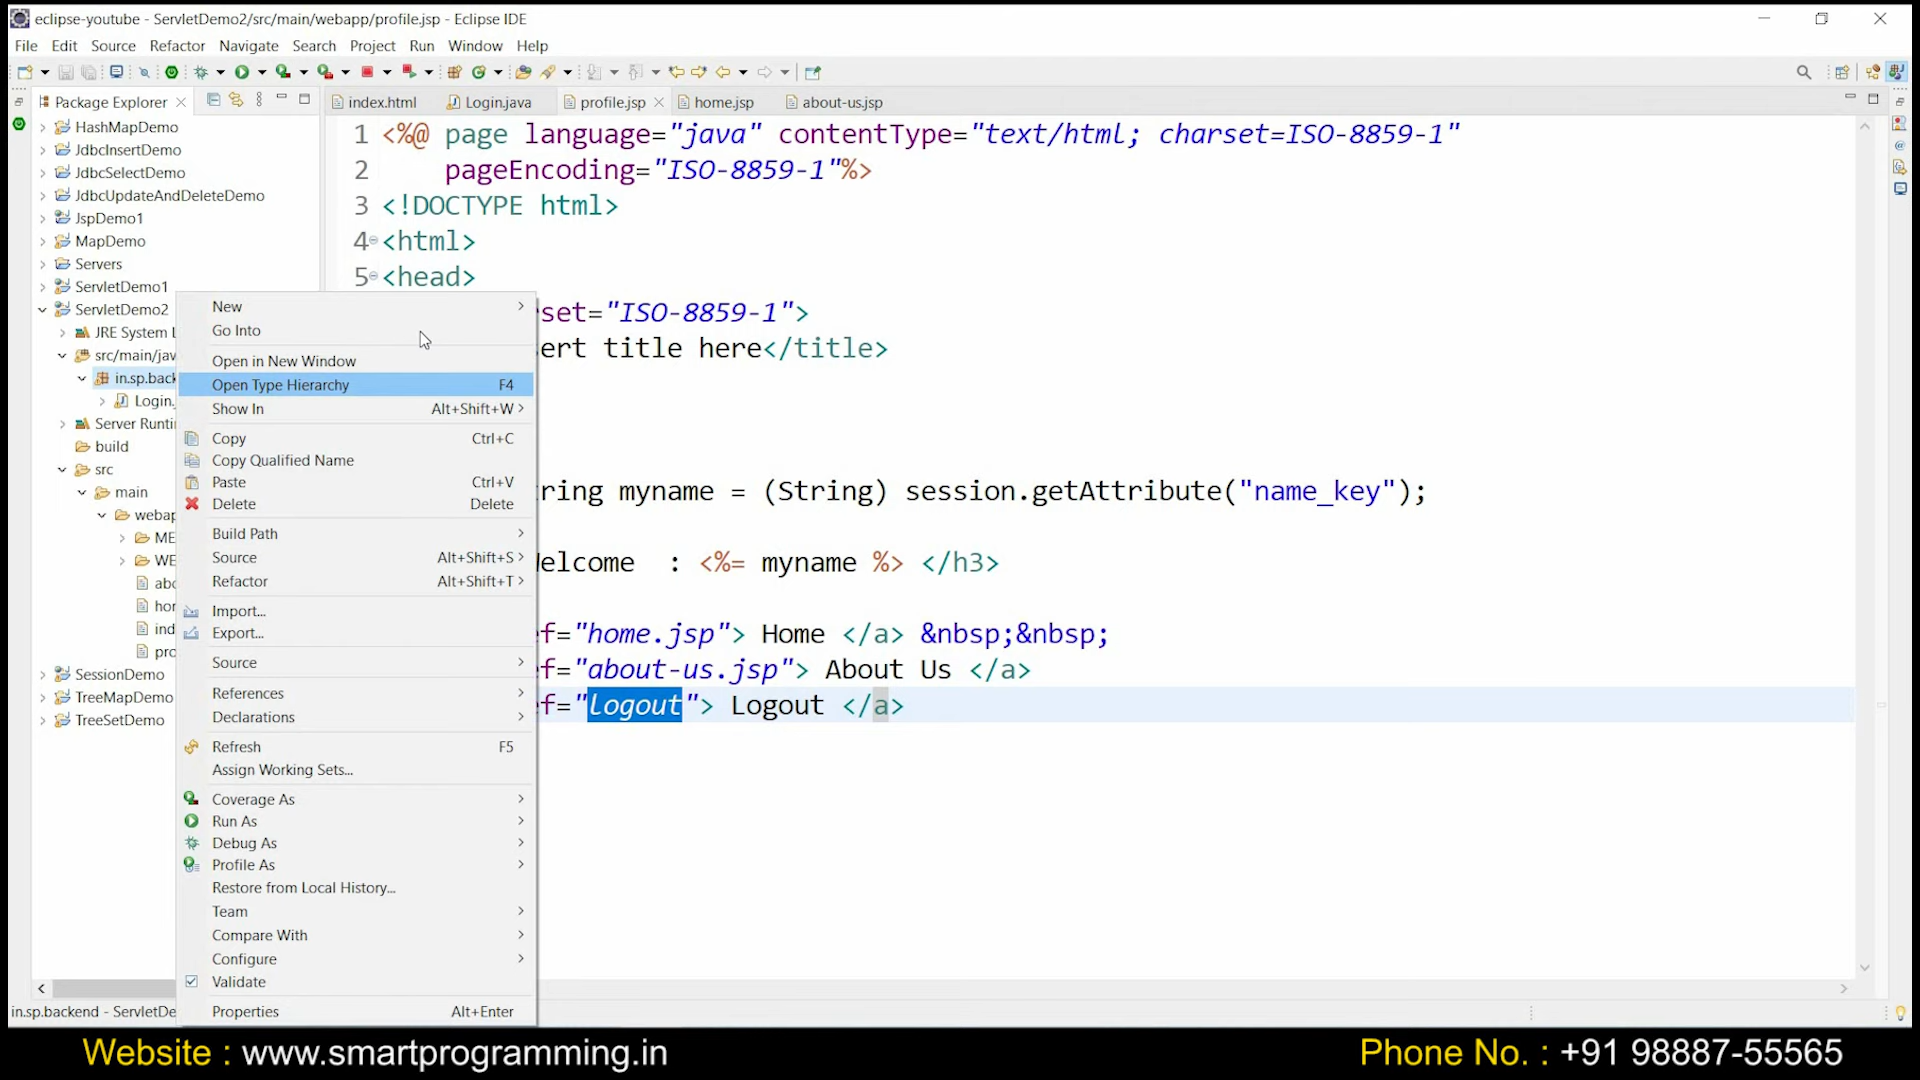 eclipse-youtube - ServletDemo2/src/main/webapp/profile.jsp - Eclipse IDE
File Edit Source Refactor Navigate Search Project Run Window Help
Package Explorer
index.html Login.java profile.jsp home.jsp about-us.jsp
HashMapDemo
JdbcInsertDemo
JdbcSelectDemo
JdbcUpdateAndDeleteDemo
JspDemo1
MapDemo
Servers
ServletDemo1
ServletDemo2
JRE System L
src/main/jav
in.sp.back
Login.
Server Runti
build
src
main
webap
ME
WE
abo
hor
ind
pro
SessionDemo
TreeMapDemo
TreeSetDemo
New
Go Into
Open in New Window
Open Type Hierarchy F4
Show In Alt+Shift+W
Copy Ctrl+C
Copy Qualified Name
Paste Ctrl+V
Delete Delete
Build Path
Source Alt+Shift+S
Refactor Alt+Shift+T
Import...
Export...
Source
References
Declarations
Refresh F5
Assign Working Sets...
Coverage As
Run As
Debug As
Profile As
Restore from Local History...
Team
Compare With
Configure
Validate
Properties Alt+Enter
1 <%@ page language="java" contentType="text/html; charset=ISO-8859-1"
2 pageEncoding="ISO-8859-1"%>
3 <!DOCTYPE html>
4 <html>
5 <head>
set="ISO-8859-1">
ert title here</title>
ring myname = (String) session.getAttribute("name_key");
elcome : <%= myname %> </h3>
ef="home.jsp"> Home </a> &nbsp;&nbsp;
ef="about-us.jsp"> About Us </a>
ef="logout"> Logout </a>
in.sp.backend - ServletDe
Website : www.smartprogramming.in
Phone No. : +91 98887-55565